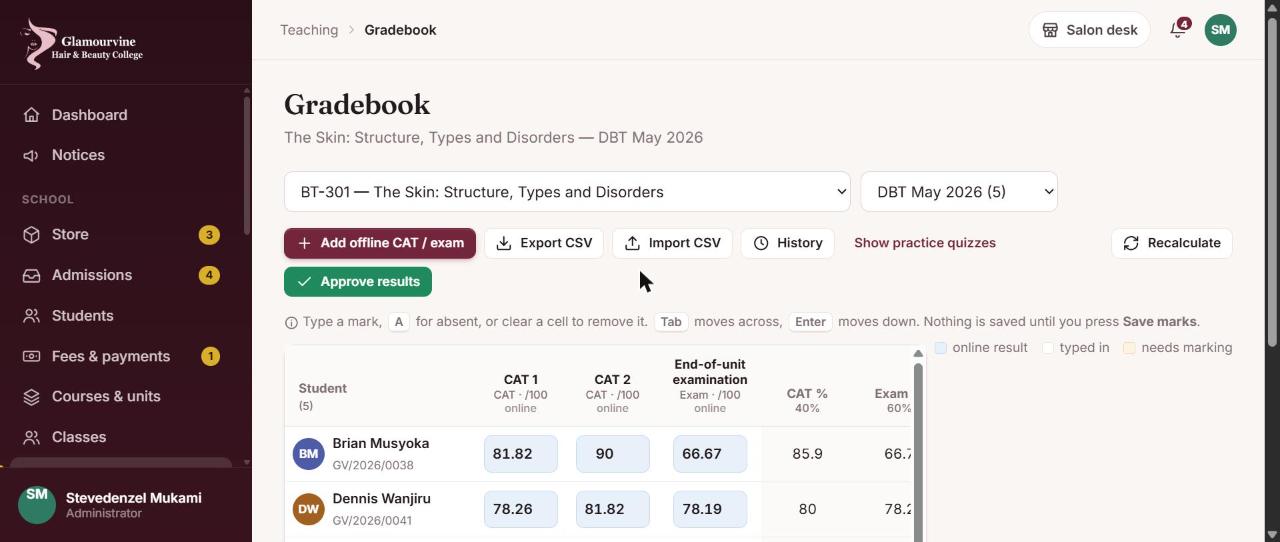 Glamourvine
Hair & Beauty College
Dashboard
Notices
SCHOOL
Store 3
Admissions 4
Students
Fees & payments 1
Courses & units
Classes
SM
Stevedenzel Mukami
Administrator
Teaching > Gradebook
Salon desk
4
SM
Gradebook
The Skin: Structure, Types and Disorders — DBT May 2026
BT-301 — The Skin: Structure, Types and Disorders
DBT May 2026 (5)
Add offline CAT / exam
Export CSV
Import CSV
History
Show practice quizzes
Recalculate
Approve results
Type a mark, A for absent, or clear a cell to remove it. Tab moves across, Enter moves down. Nothing is saved until you press Save marks.
online result
typed in
needs marking
Student
(5)
CAT 1
CAT · /100
online
CAT 2
CAT · /100
online
End-of-unit
examination
Exam · /100
online
CAT %
40%
Exam
60%
BM
Brian Musyoka
GV/2026/0038
81.82
90
66.67
85.9
66.7
DW
Dennis Wanjiru
GV/2026/0041
78.26
81.82
78.19
80
78.2